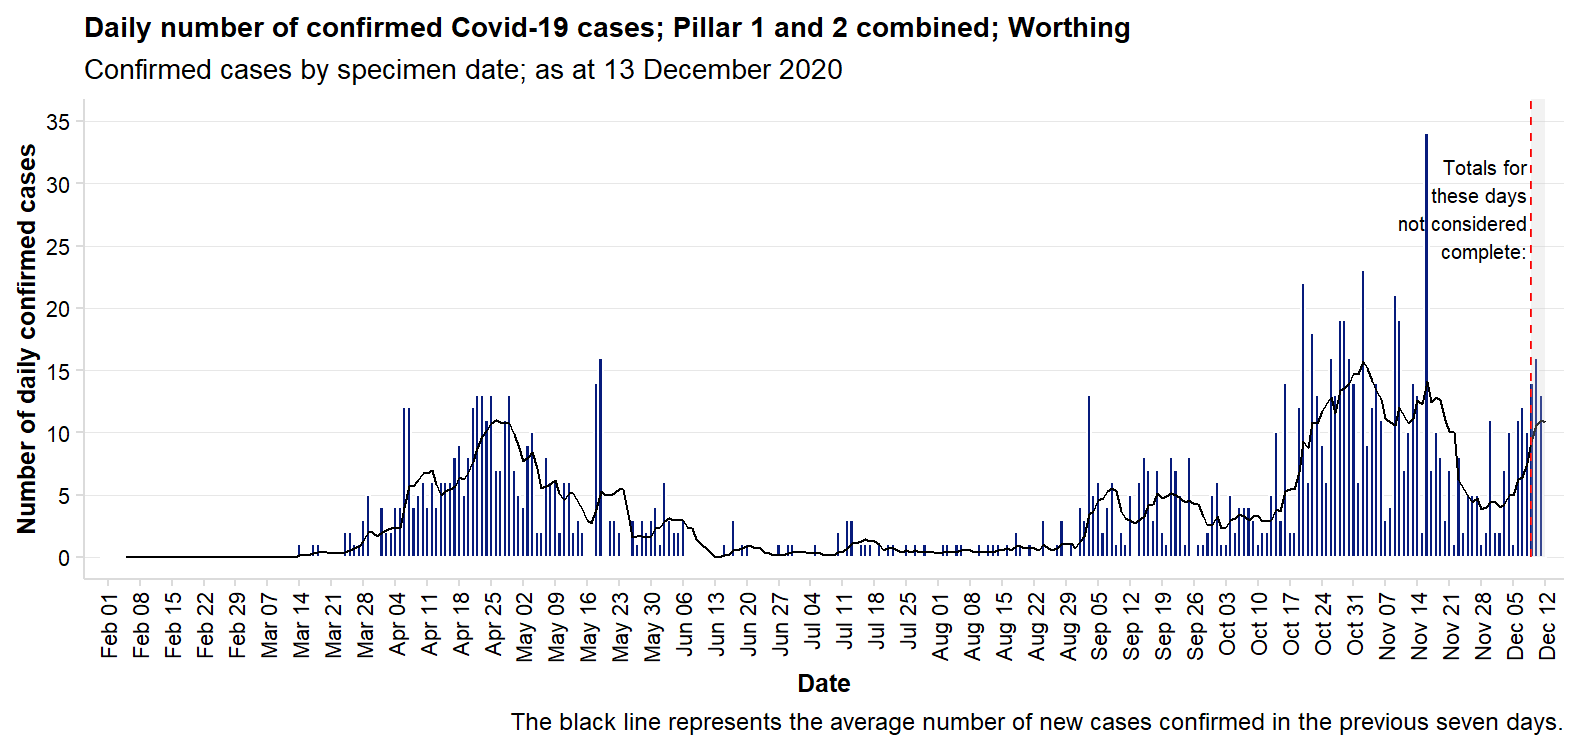 Daily number of confirmed Covid-19 cases; Pillar 1 and 2 combined; Worthing
Confirmed cases by specimen date; as at 13 December 2020
Number of daily confirmed cases
35
30
25
20
15
10
5
0
Totals for
these days
not considered
complete:
Feb 01
Feb 08
Feb 15
Feb 22
Feb 29
Mar 07
Mar 14
Mar 21
Mar 28
Apr 04
Apr 11
Apr 18
Apr 25
May 02
May 09
May 16
May 23
May 30
Jun 06
Jun 13
Jun 20
Jun 27
Jul 04
Jul 11
Jul 18
Jul 25
Aug 01
Aug 08
Aug 15
Aug 22
Aug 29
Sep 05
Sep 12
Sep 19
Sep 26
Oct 03
Oct 10
Oct 17
Oct 24
Oct 31
Nov 07
Nov 14
Nov 21
Nov 28
Dec 05
Dec 12
Date
The black line represents the average number of new cases confirmed in the previous seven days.